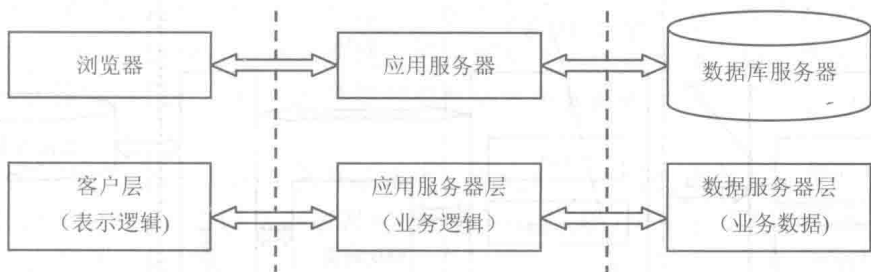 浏览器
应用服务器
数据库服务器
客户层
（表示逻辑)
应用服务器层
（业务逻辑）
数据服务器层
（业务数据)